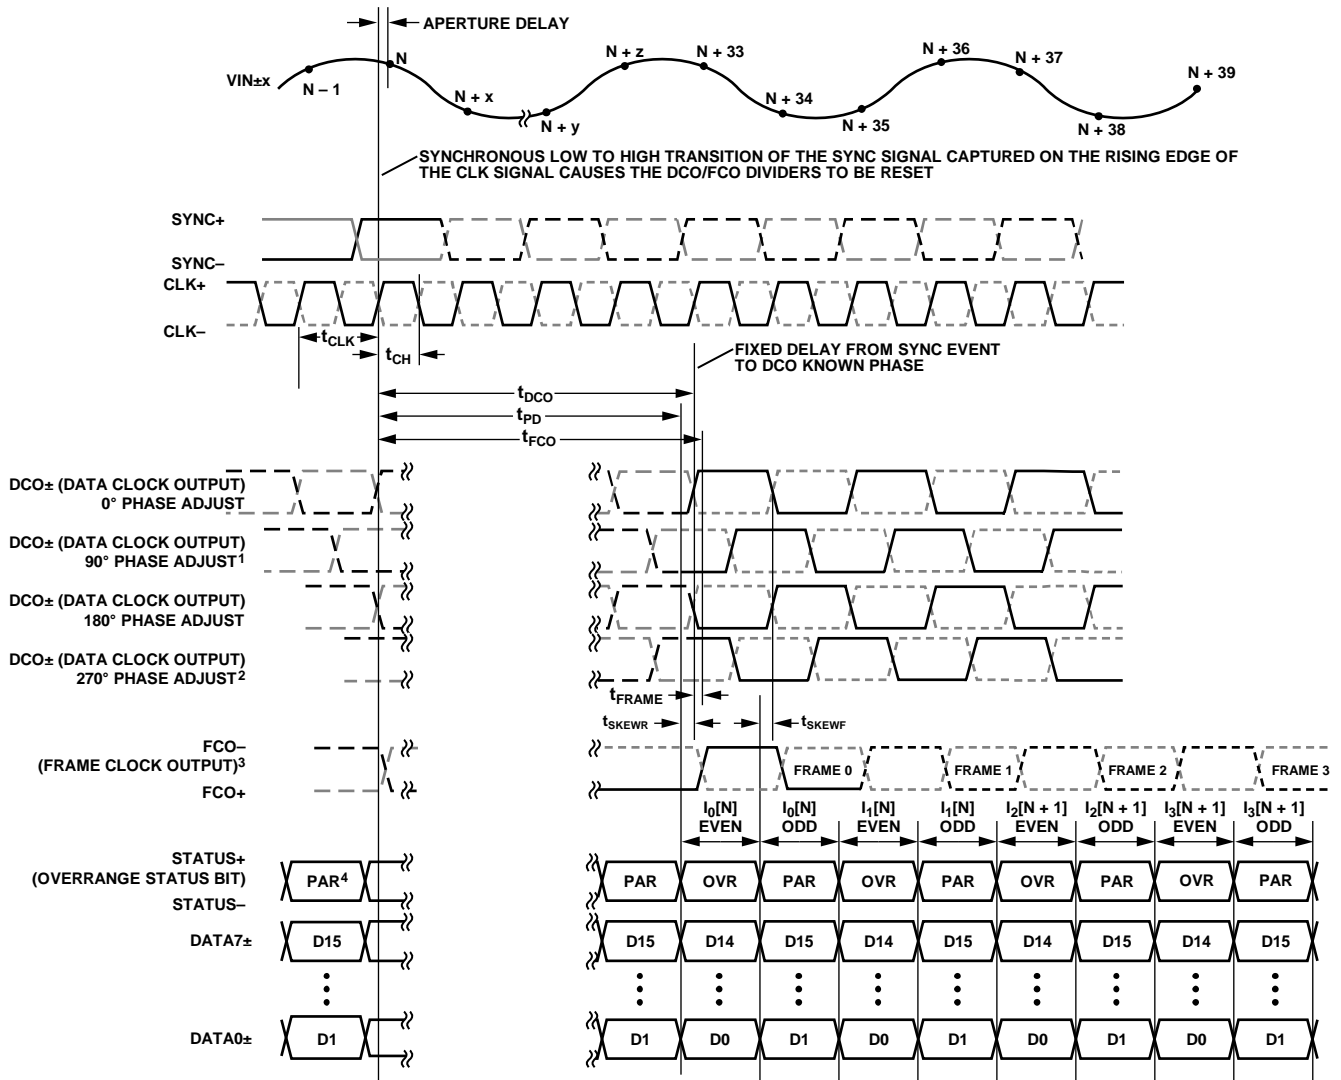 APERTURE DELAY
VIN±x
N – 1
N
N + x
N + y
N + z
N + 33
N + 34
N + 35
N + 36
N + 37
N + 38
N + 39
SYNCHRONOUS LOW TO HIGH TRANSITION OF THE SYNC SIGNAL CAPTURED ON THE RISING EDGE OF
THE CLK SIGNAL CAUSES THE DCO/FCO DIVIDERS TO BE RESET
SYNC+
SYNC–
CLK+
CLK–
tCLK
tCH
FIXED DELAY FROM SYNC EVENT
TO DCO KNOWN PHASE
tDCO
tPD
tFCO
DCO± (DATA CLOCK OUTPUT)
0° PHASE ADJUST
DCO± (DATA CLOCK OUTPUT)
90° PHASE ADJUST1
DCO± (DATA CLOCK OUTPUT)
180° PHASE ADJUST
DCO± (DATA CLOCK OUTPUT)
270° PHASE ADJUST2
tFRAME
tSKEWR
tSKEWF
FCO–
(FRAME CLOCK OUTPUT)3
FCO+
FRAME 0
FRAME 1
FRAME 2
FRAME 3
I0[N] I0[N] I1[N] I1[N] I2[N + 1] I2[N + 1] I3[N + 1] I3[N + 1]
EVEN ODD EVEN ODD EVEN ODD EVEN ODD
STATUS+
(OVERRANGE STATUS BIT)
STATUS–
PAR4 PAR OVR PAR OVR PAR OVR PAR OVR PAR
DATA7± D15 D15 D14 D15 D14 D15 D14 D15 D14 D15
DATA0± D1 D1 D0 D1 D0 D1 D0 D1 D0 D1